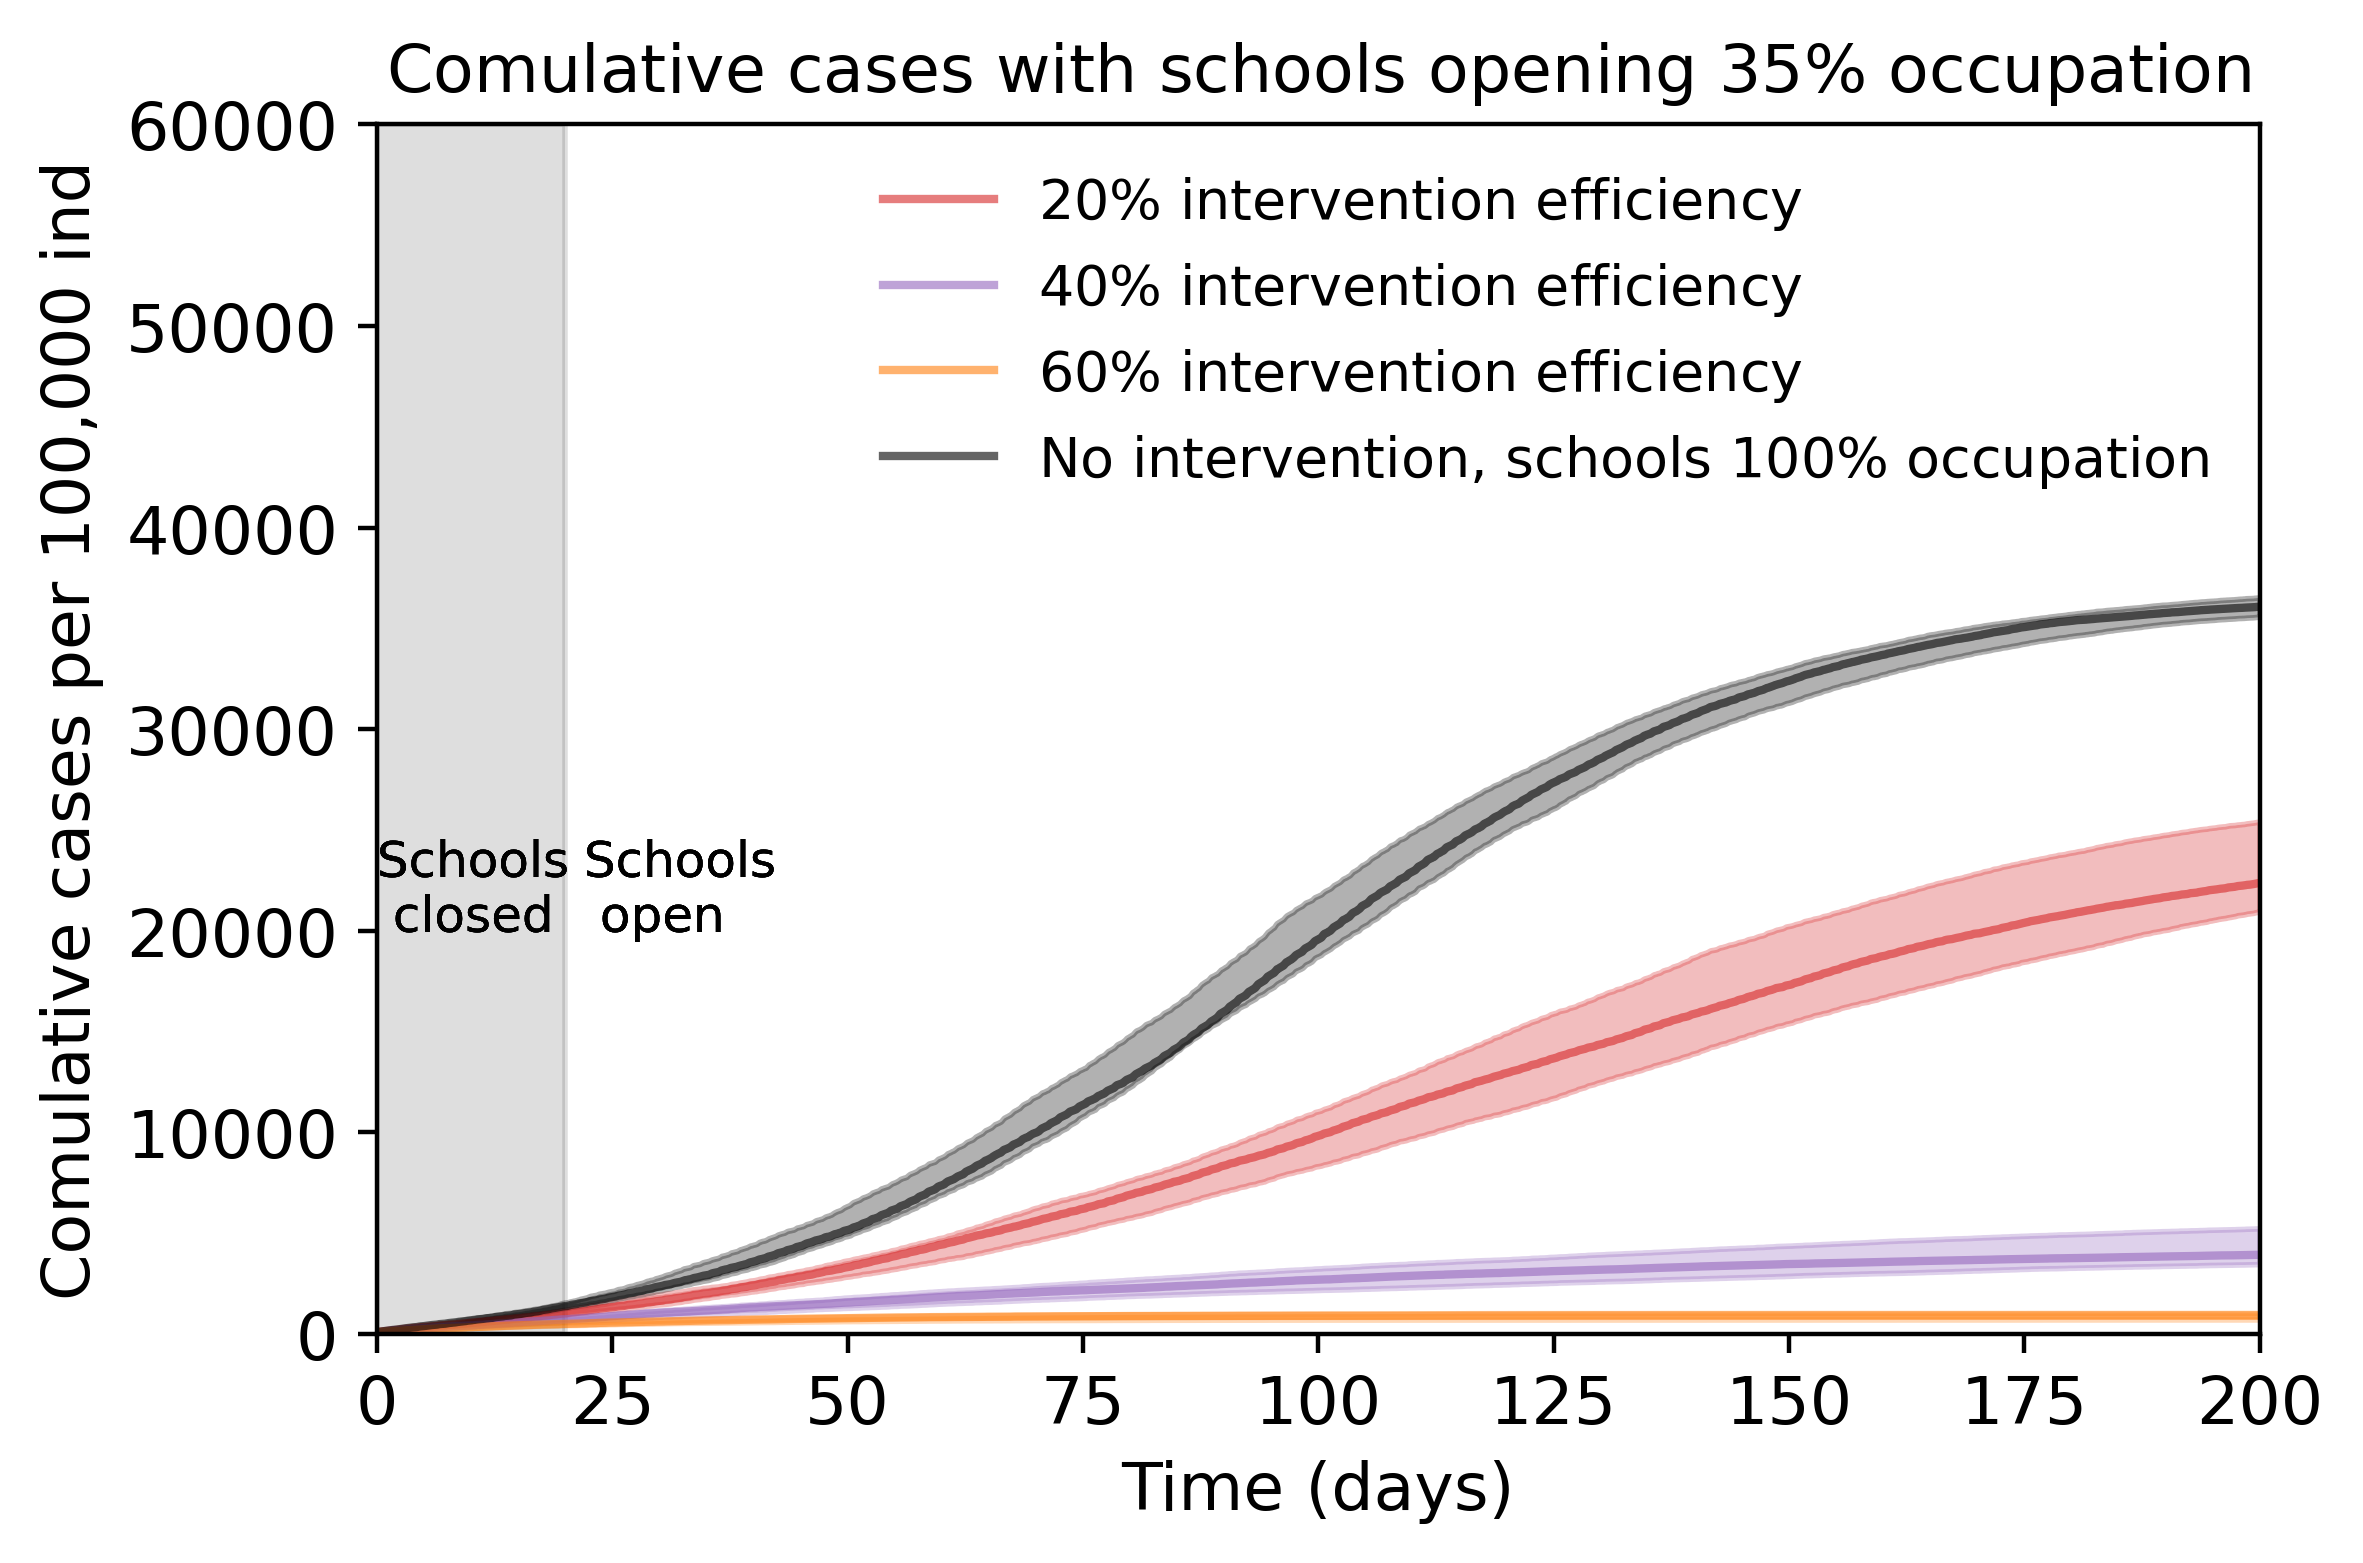 Comulative cases with schools opening 35% occupation
Comulative cases per 100,000 ind
60000
50000
40000
30000
20000
10000
0
20% intervention efficiency
40% intervention efficiency
60% intervention efficiency
No intervention, schools 100% occupation
Schools
closed
Schools
open
0 25 50 75 100 125 150 175 200
Time (days)